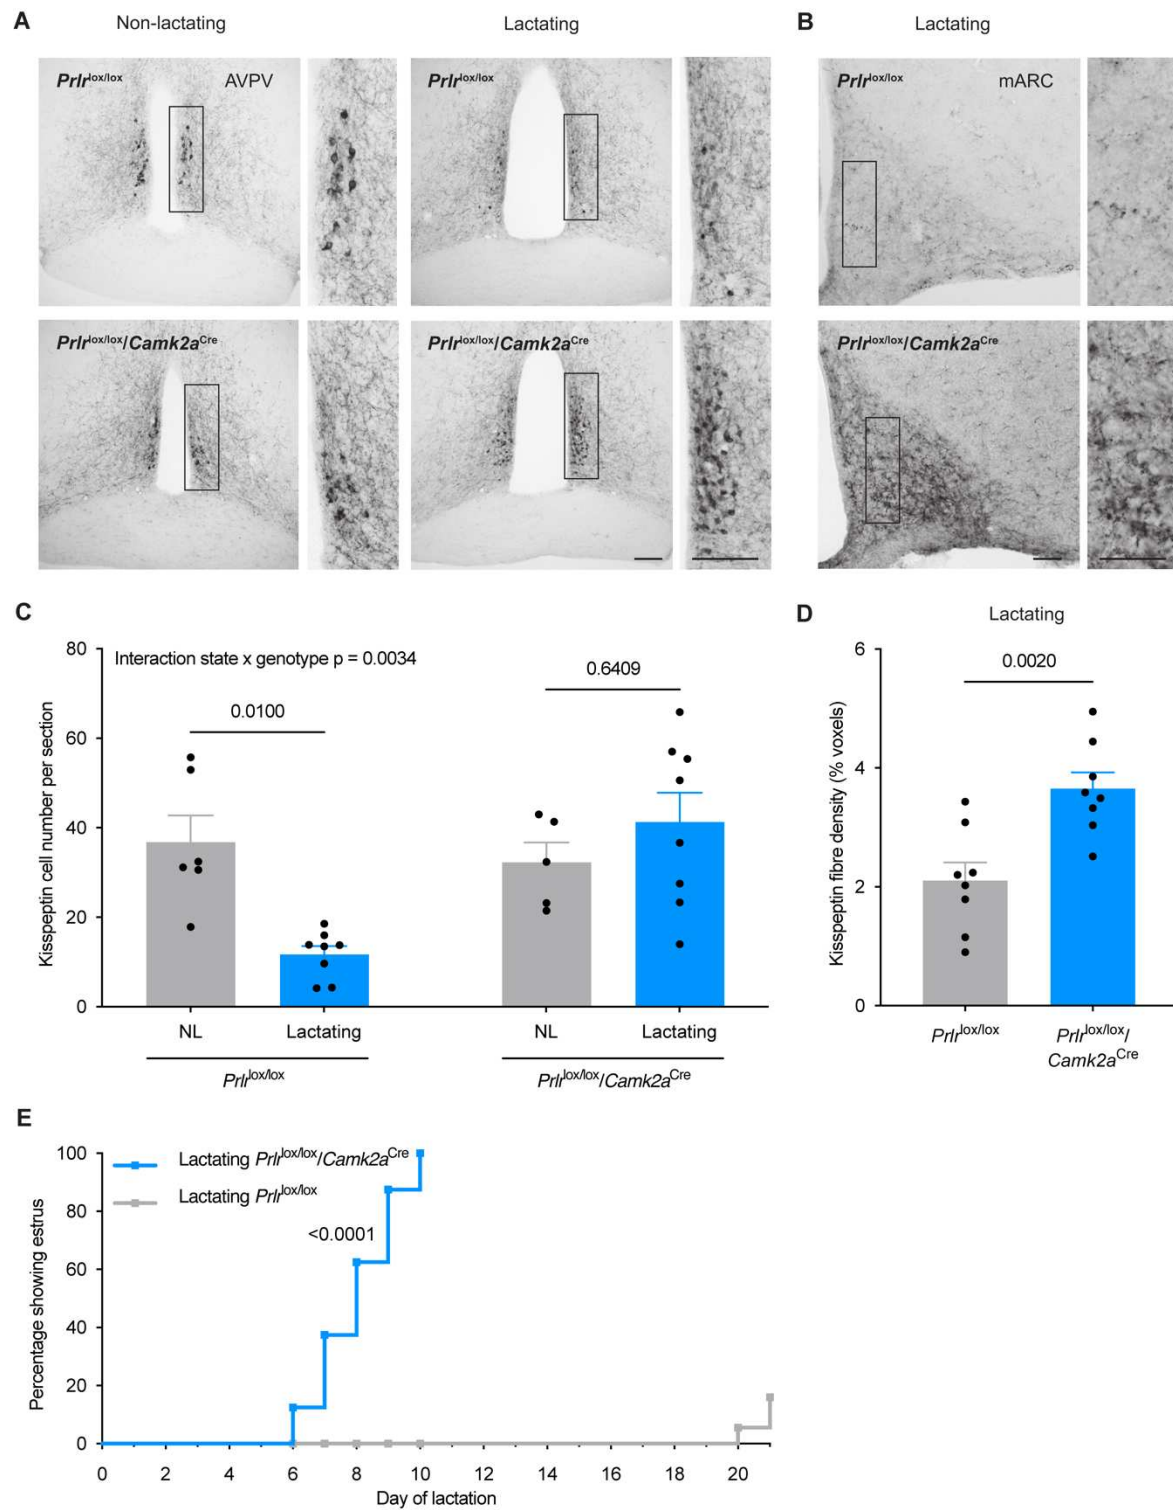 A
Non-lactating
Lactating
B
Lactating
Prlr^lox/lox
AVPV
Prlr^lox/lox
Prlr^lox/lox
mARC
Prlr^lox/lox/Camk2a^Cre
Prlr^lox/lox/Camk2a^Cre
Prlr^lox/lox/Camk2a^Cre
C
Kisspeptin cell number per section
80
60
40
20
0
Interaction state x genotype p = 0.0034
0.0100
0.6409
NL
Lactating
NL
Lactating
Prlr^lox/lox
Prlr^lox/lox/Camk2a^Cre
D
Lactating
Kisspeptin fibre density (% voxels)
6
4
2
0
0.0020
Prlr^lox/lox
Prlr^lox/lox/
Camk2a^Cre
E
Percentage showing estrus
100
80
60
40
20
0
Lactating Prlr^lox/lox/Camk2a^Cre
Lactating Prlr^lox/lox
<0.0001
0 2 4 6 8 10 12 14 16 18 20
Day of lactation